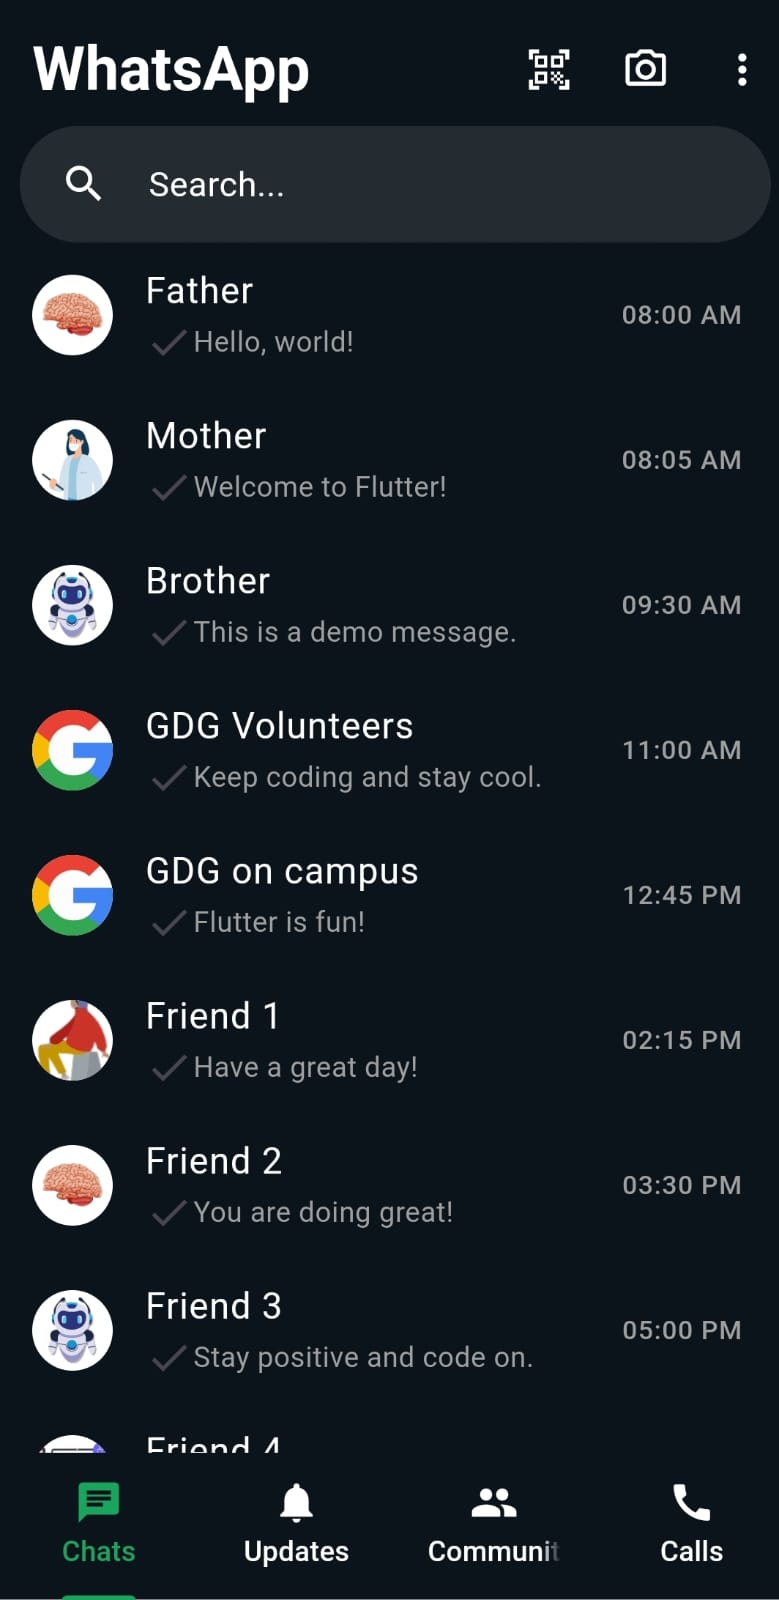 WhatsApp
Search...
Father
08:00 AM
Hello, world!
Mother
08:05 AM
Welcome to Flutter!
Brother
09:30 AM
This is a demo message.
GDG Volunteers
11:00 AM
Keep coding and stay cool.
GDG on campus
12:45 PM
Flutter is fun!
Friend 1
02:15 PM
Have a great day!
Friend 2
03:30 PM
You are doing great!
Friend 3
05:00 PM
Stay positive and code on.
Friend 4
Chats
Updates
Communit
Calls